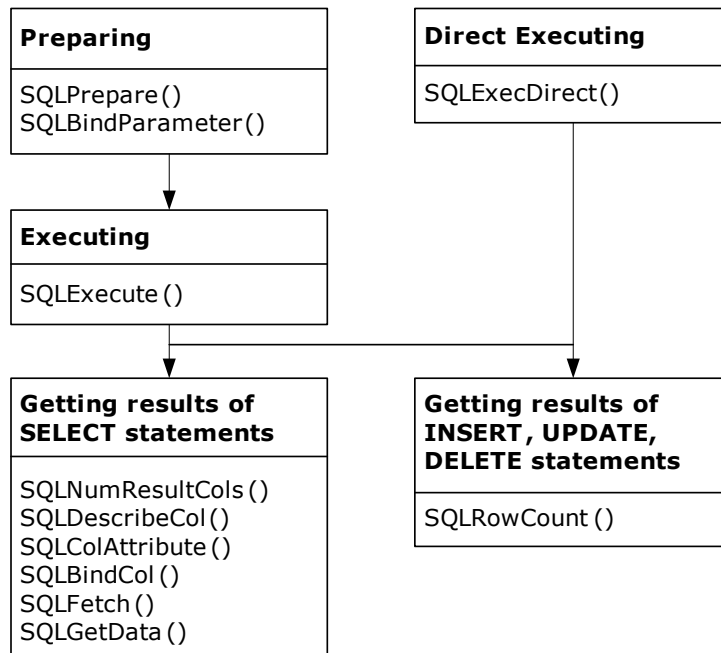 Preparing
SQLPrepare()
SQLBindParameter()
Direct Executing
SQLExecDirect()
Executing
SQLExecute()
Getting results of
SELECT statements
SQLNumResultCols()
SQLDescribeCol()
SQLColAttribute()
SQLBindCol()
SQLFetch()
SQLGetData()
Getting results of
INSERT, UPDATE,
DELETE statements
SQLRowCount()